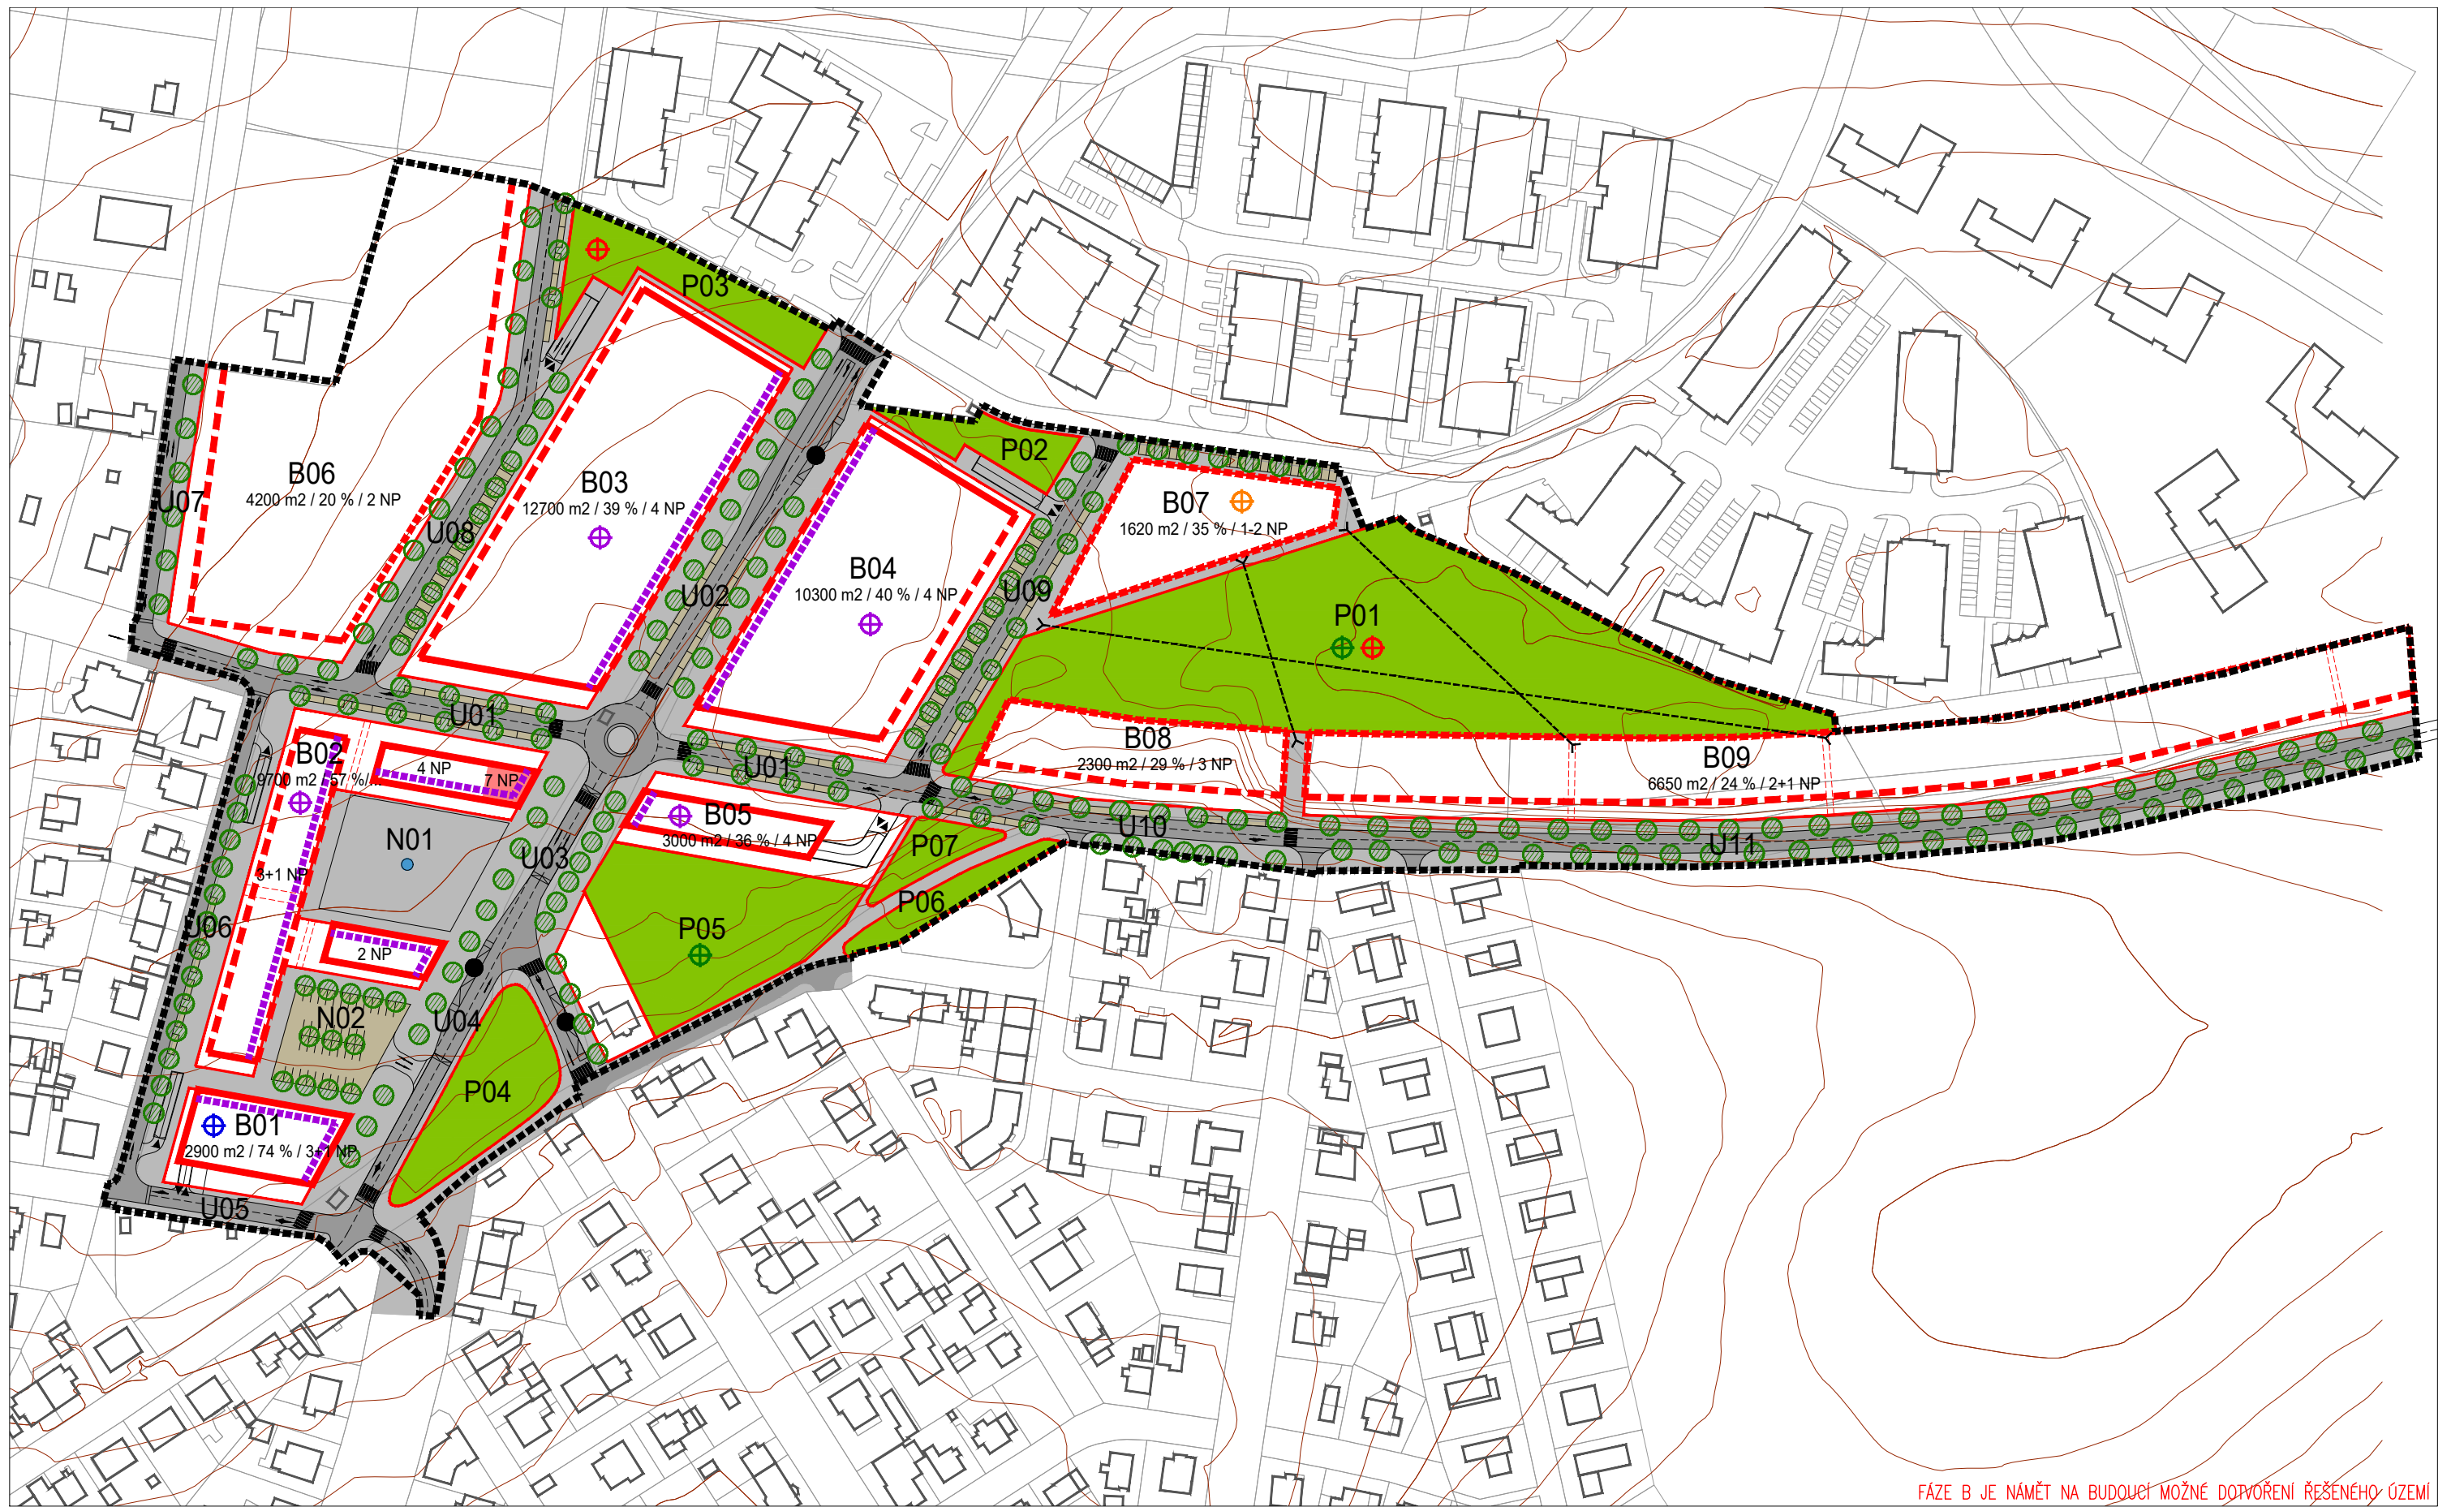 P03
P02
B06
4200 m2 / 20 % / 2 NP
B03
12700 m2 / 39 % / 4 NP
B07
1620 m2 / 35 % / 1-2 NP
U07
U08
B04
10300 m2 / 40 % / 4 NP
U02
U09
P01
U01
B02
9700 m2 / 57 %/...
4 NP
7 NP
U01
B08
2300 m2 / 29 % / 3 NP
B09
6650 m2 / 24 % / 2+1 NP
B05
3000 m2 / 36 % / 4 NP
N01
U03
P07
U10
U11
3+1 NP
U06
P06
P05
2 NP
N02
U04
P04
B01
2900 m2 / 74 % / 3+1 NP
U05
FÁZE B JE NÁMĚT NA BUDOUCÍ MOŽNÉ DOTVOŘENÍ ŘEŠENÉHO ÚZEMÍ